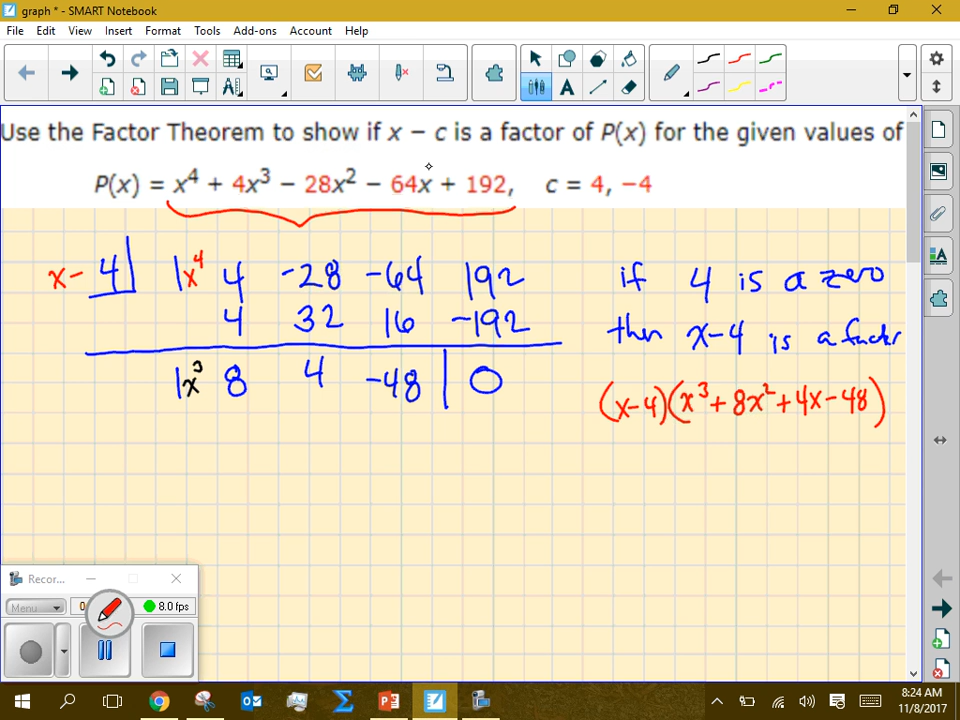 graph * - SMART Notebook
File Edit View Insert Format Tools Add-ons Account Help
Use the Factor Theorem to show if x − c is a factor of P(x) for the given values of
P(x) = x⁴ + 4x³ − 28x² − 64x + 192, c = 4, −4
x- 4 1x⁴ 4 -28 -64 192
if 4 is a zero
4 32 16 -192
then x-4 is a factor
1x³ 8 4 -48 0
(x-4)(x³+8x²+4x-48)
Recor...
Menu
0
8.0 fps
8:24 AM
11/8/2017